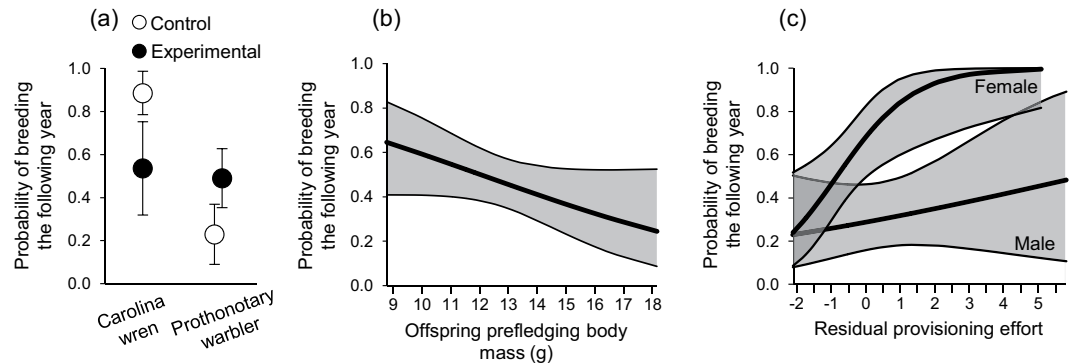 (a)
Control
Experimental
Probability of breeding
the following year
1.0
0.8
0.6
0.4
0.2
0.0
Carolina
wren
Prothonotary
warbler
(b)
Probability of breeding
the following year
1.0
0.8
0.6
0.4
0.2
0.0
9 10 11 12 13 14 15 16 17 18
Offspring prefledging body
mass (g)
(c)
Probability of breeding
the following year
1.0
0.8
0.6
0.4
0.2
0.0
Female
Male
-2 -1 0 1 2 3 4 5
Residual provisioning effort